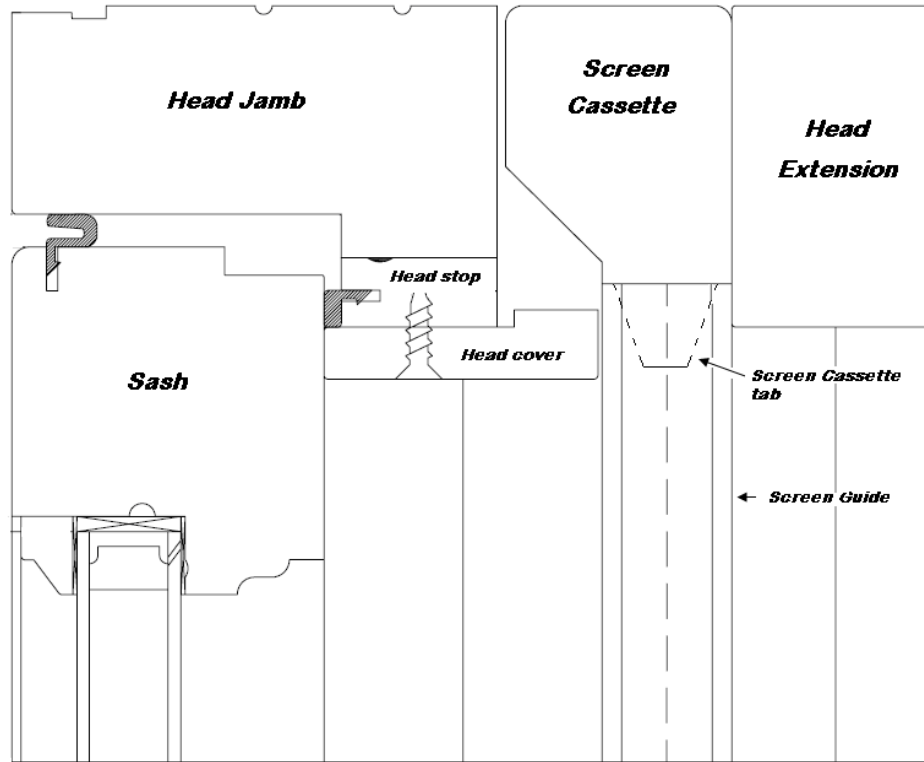 Head Jamb
Screen
Cassette
Head
Extension
Head stop
Head cover
Sash
Screen Cassette
tab
Screen Guide